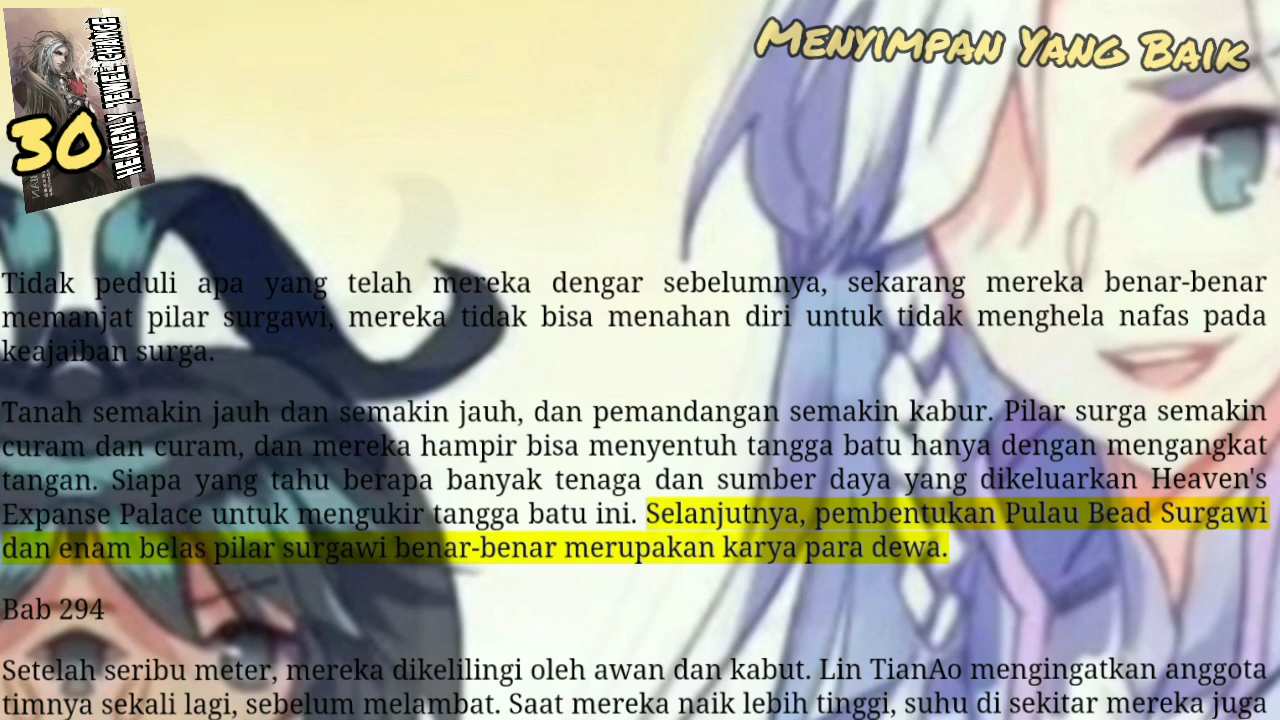 Menyimpan Yang Baik
HEAVENLY JEWEL CHANGE
30
Tidak peduli apa yang telah mereka dengar sebelumnya, sekarang mereka benar-benar
memanjat pilar surgawi, mereka tidak bisa menahan diri untuk tidak menghela nafas pada
keajaiban surga.
Tanah semakin jauh dan semakin jauh, dan pemandangan semakin kabur. Pilar surga semakin
curam dan curam, dan mereka hampir bisa menyentuh tangga batu hanya dengan mengangkat
tangan. Siapa yang tahu berapa banyak tenaga dan sumber daya yang dikeluarkan Heaven's
Expanse Palace untuk mengukir tangga batu ini. Selanjutnya, pembentukan Pulau Bead Surgawi
dan enam belas pilar surgawi benar-benar merupakan karya para dewa.
Bab 294
Setelah seribu meter, mereka dikelilingi oleh awan dan kabut. Lin TianAo mengingatkan anggota
timnya sekali lagi, sebelum melambat. Saat mereka naik lebih tinggi, suhu di sekitar mereka juga